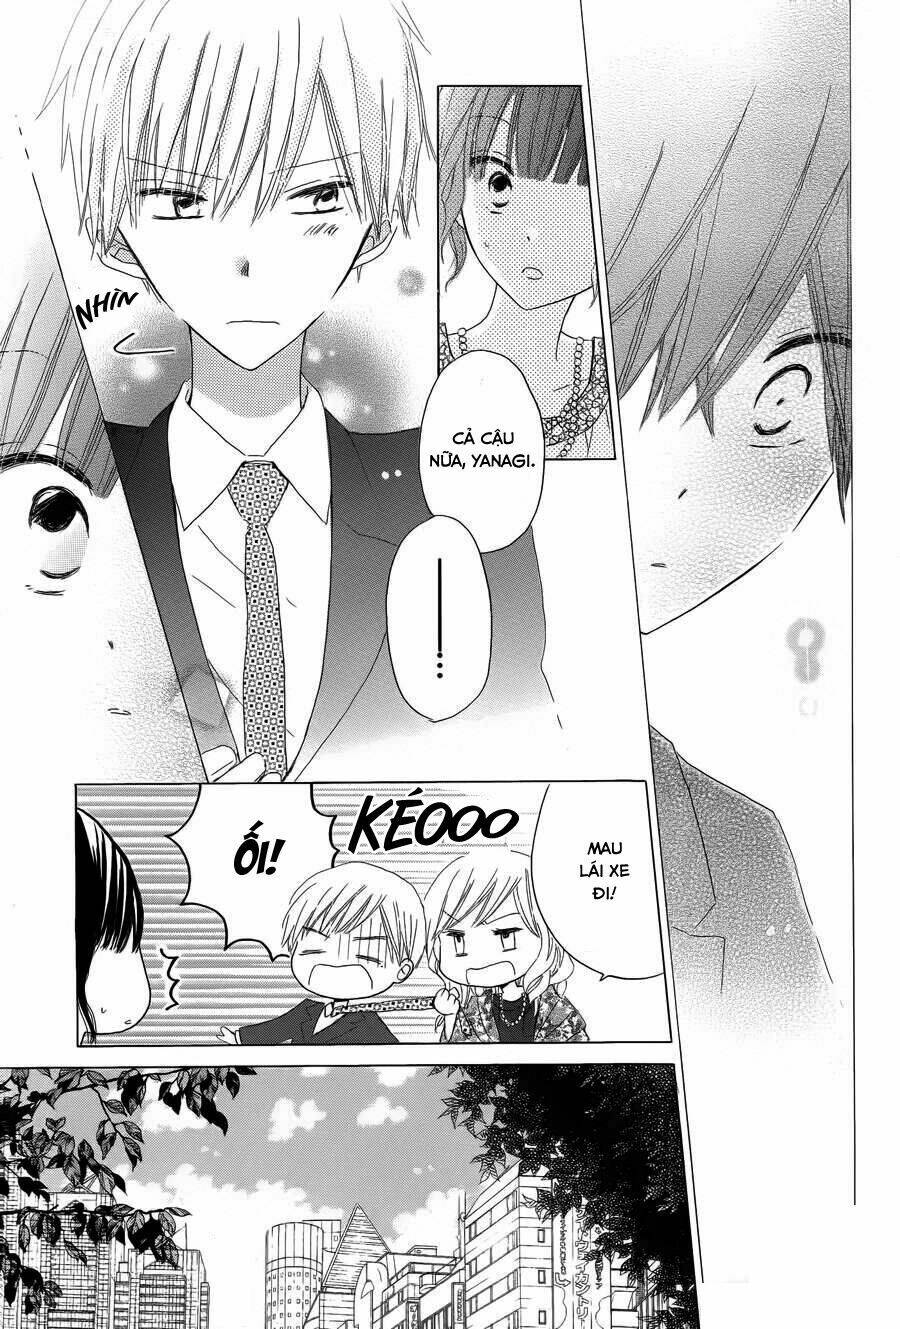 CẢ CẬU
NỮA, YANAGI.
NHÌN
MAU
LÁI XE
ĐI!
KÉOOO
ỐI!